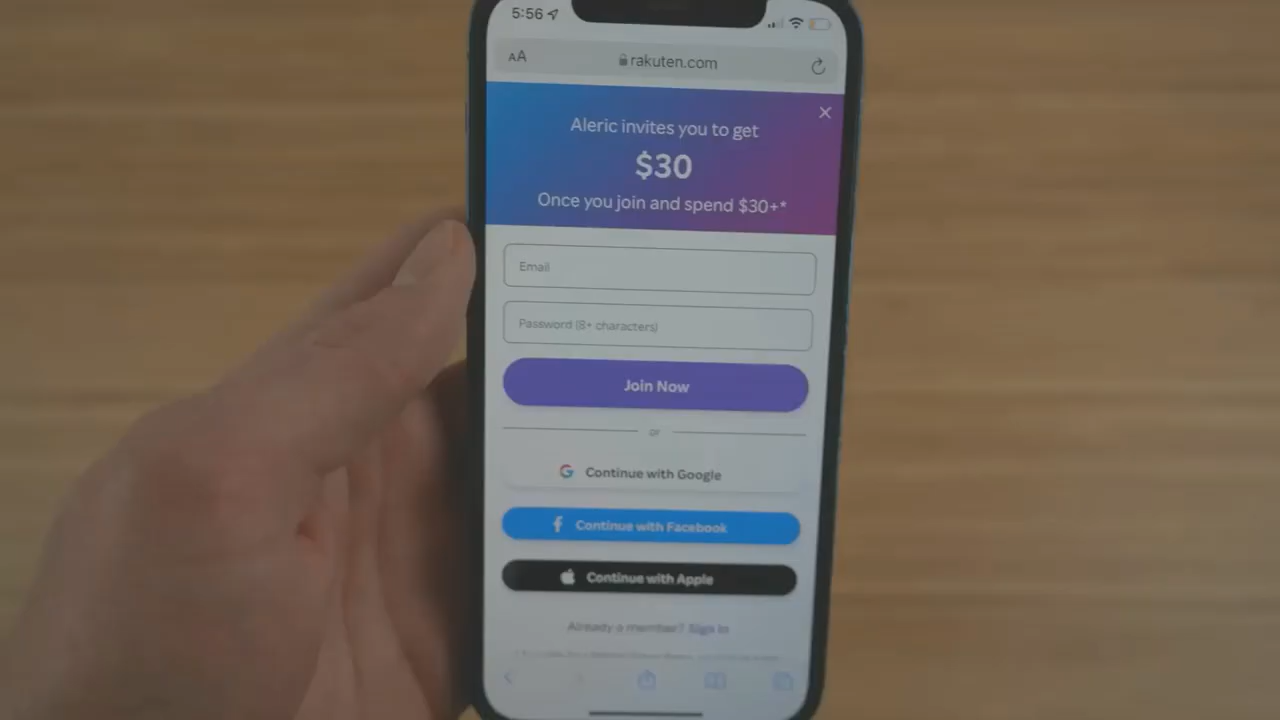 5:56
AA
rakuten.com
Aleric invites you to get
$30
Once you join and spend $30+*
Email
Password (8+ characters)
Join Now
or
Continue with Google
Continue with Facebook
Continue with Apple
Already a member? Sign in